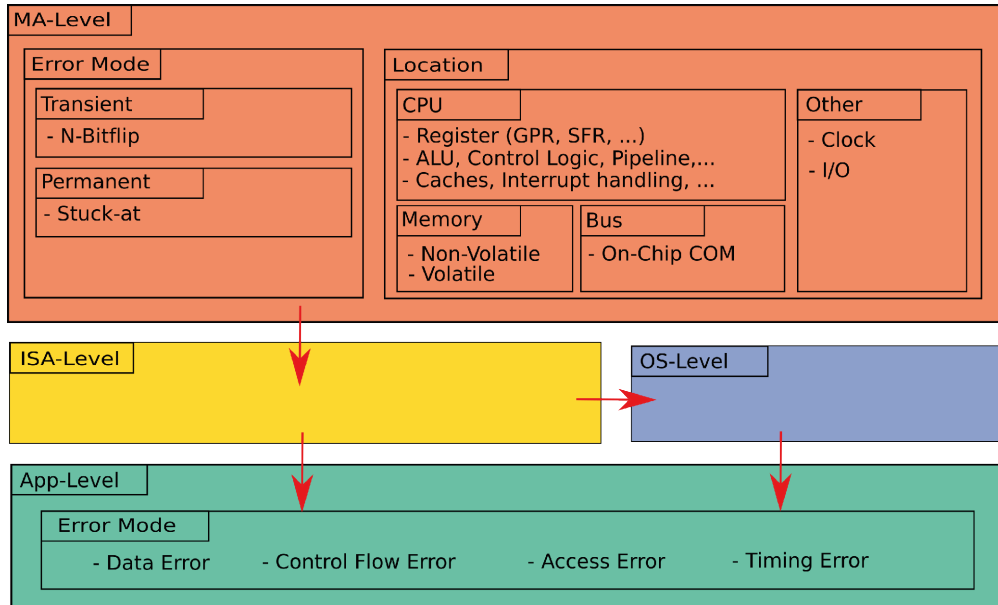 MA-Level
Error Mode
Transient
- N-Bitflip
Permanent
- Stuck-at
Location
CPU
- Register (GPR, SFR, ...)
- ALU, Control Logic, Pipeline,...
- Caches, Interrupt handling, ...
Memory
- Non-Volatile
- Volatile
Bus
- On-Chip COM
Other
- Clock
- I/O
ISA-Level
OS-Level
App-Level
Error Mode
- Data Error - Control Flow Error - Access Error - Timing Error